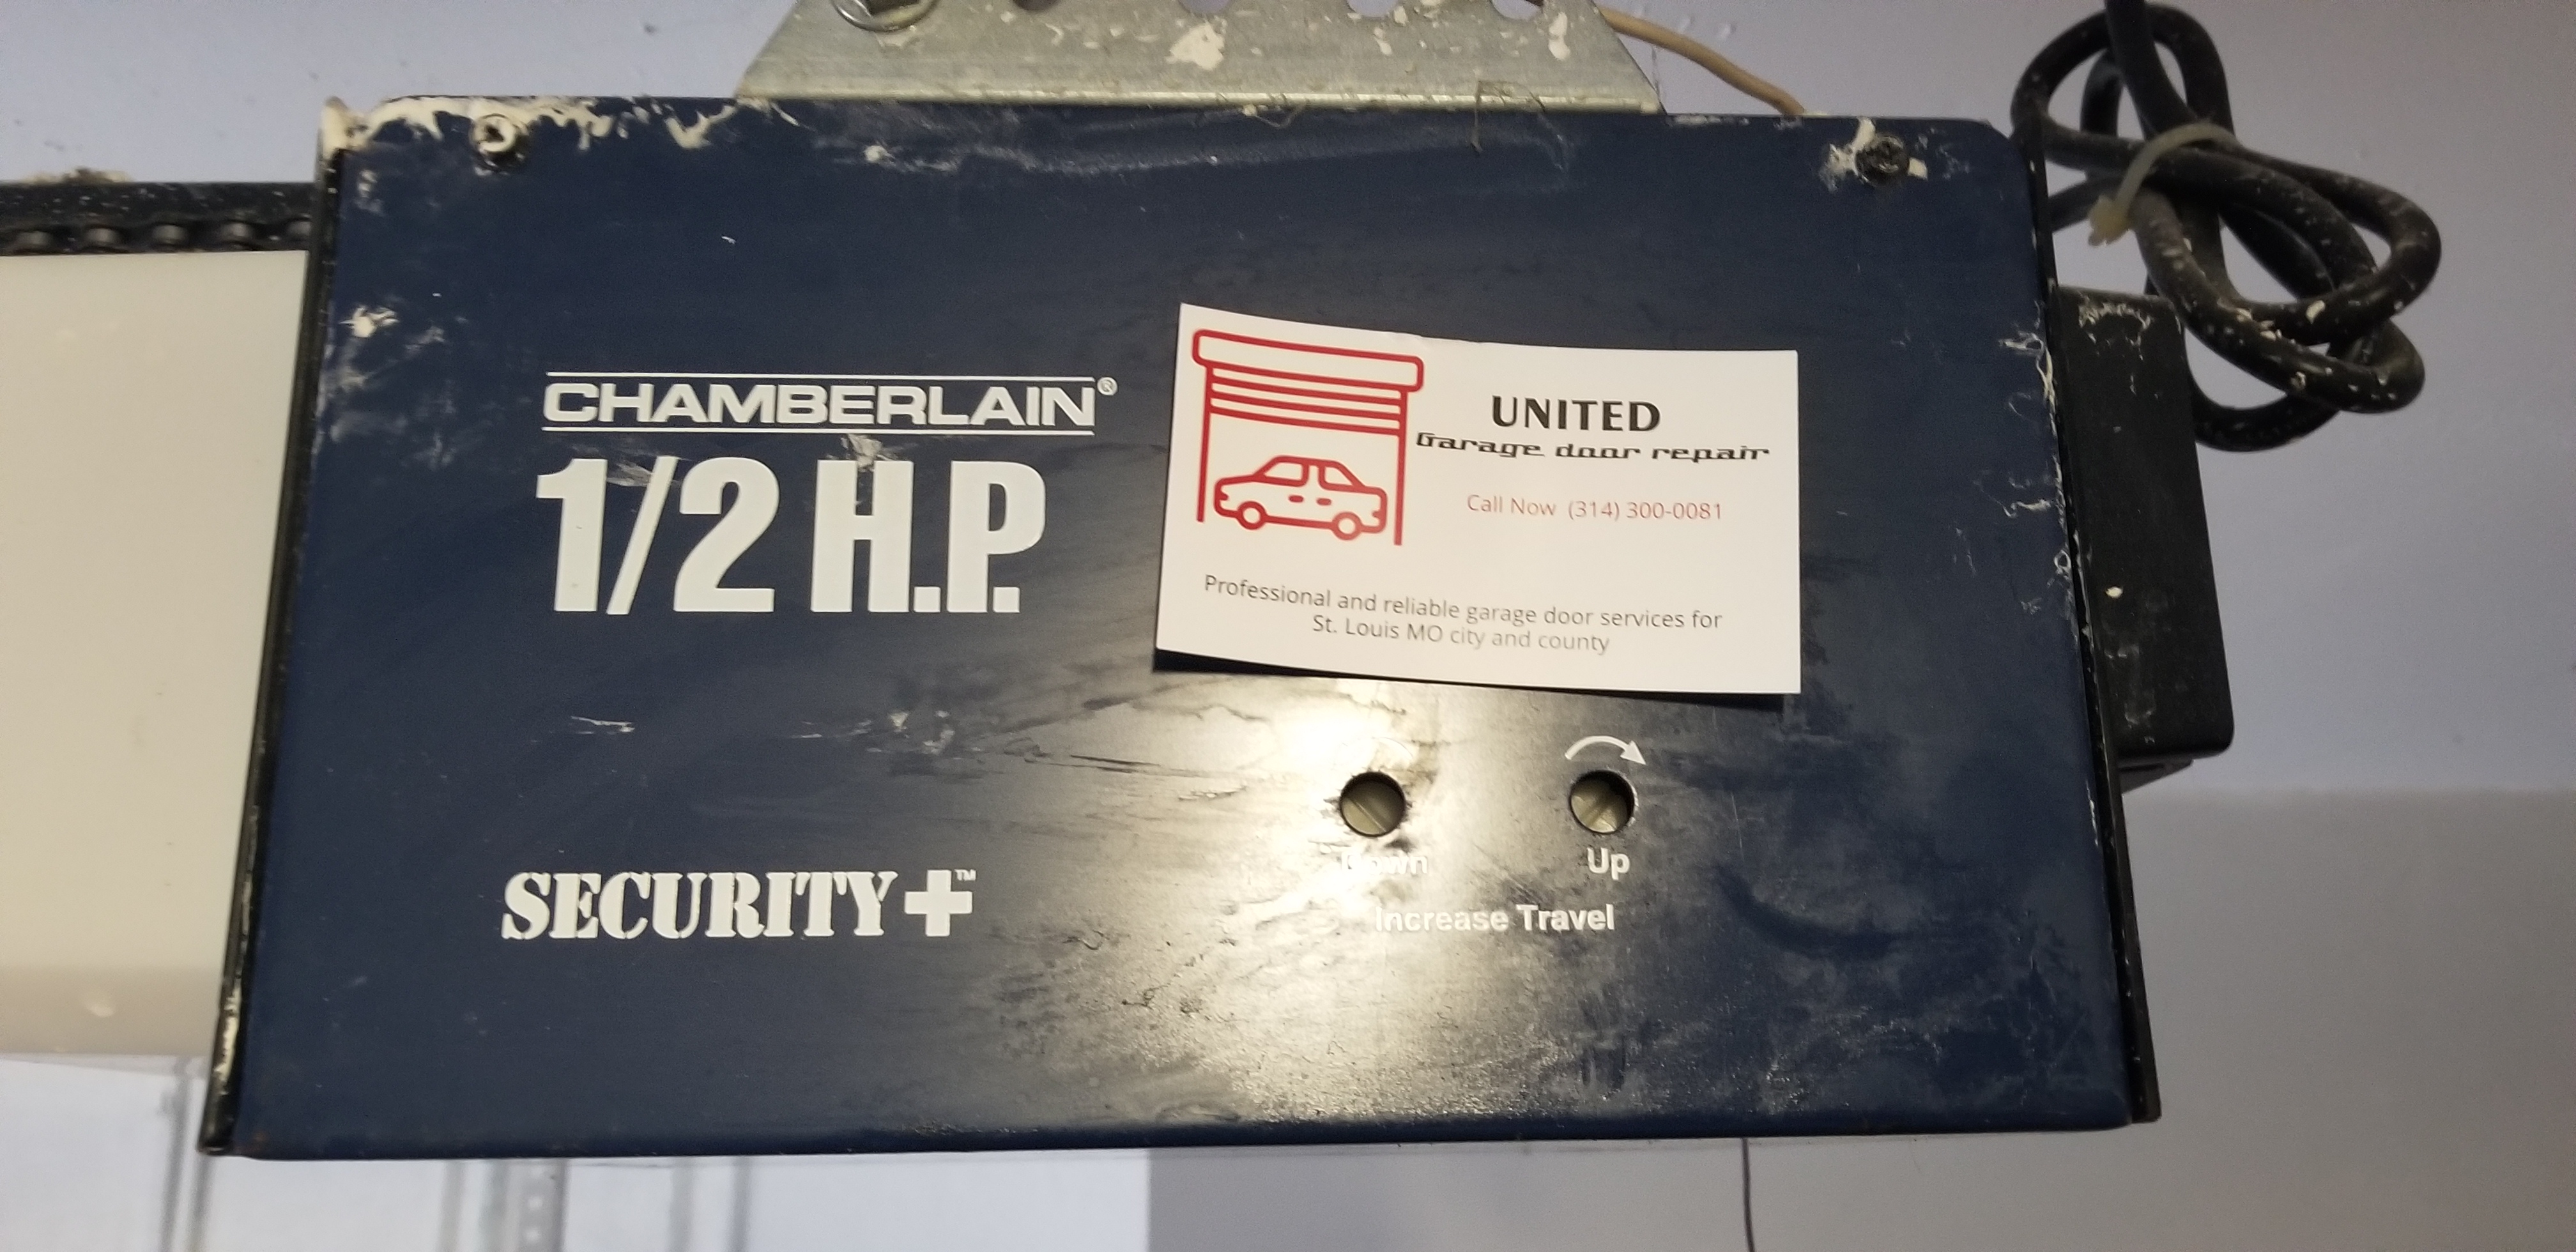 CHAMBERLAIN®
1/2 H.P.
SECURITY+™
UNITED
Garage door repair
Call Now (314) 300-0081
Professional and reliable garage door services for
St. Louis MO city and county
Down Up
Increase Travel